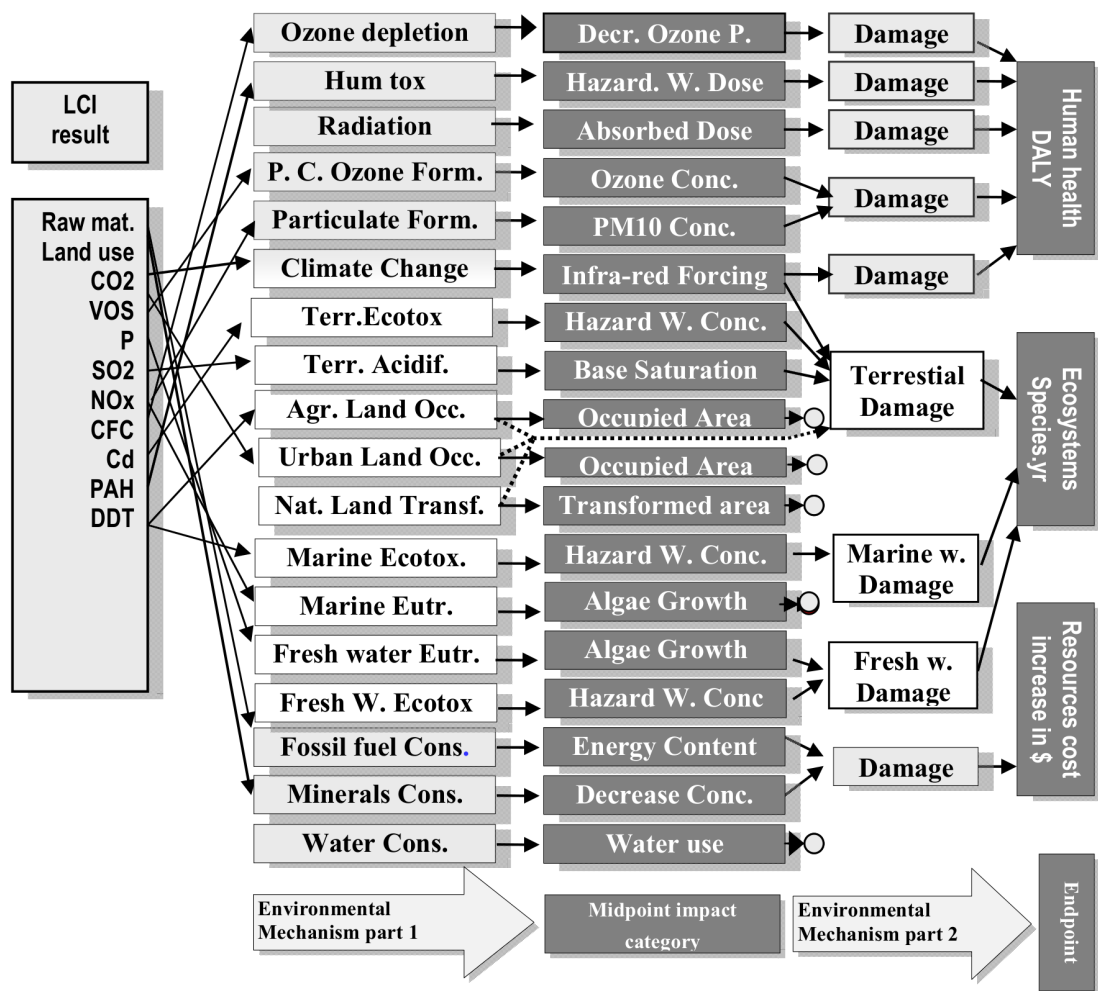 LCI
result
Raw mat.
Land use
CO2
VOS
P
SO2
NOx
CFC
Cd
PAH
DDT
Ozone depletion
Hum tox
Radiation
P. C. Ozone Form.
Particulate Form.
Climate Change
Terr.Ecotox
Terr. Acidif.
Agr. Land Occ.
Urban Land Occ.
Nat. Land Transf.
Marine Ecotox.
Marine Eutr.
Fresh water Eutr.
Fresh W. Ecotox
Fossil fuel Cons.
Minerals Cons.
Water Cons.
Decr. Ozone P.
Hazard. W. Dose
Absorbed Dose
Ozone Conc.
PM10 Conc.
Infra-red Forcing
Hazard W. Conc.
Base Saturation
Occupied Area
Occupied Area
Transformed area
Hazard W. Conc.
Algae Growth
Algae Growth
Hazard W. Conc
Energy Content
Decrease Conc.
Water use
Damage
Damage
Damage
Damage
Damage
Terrestial
Damage
Marine w.
Damage
Fresh w.
Damage
Damage
Human health
DALY
Ecosystems
Species.yr
Resources cost
increase in $
Environmental
Mechanism part 1
Midpoint impact
category
Environmental
Mechanism part 2
Endpoint